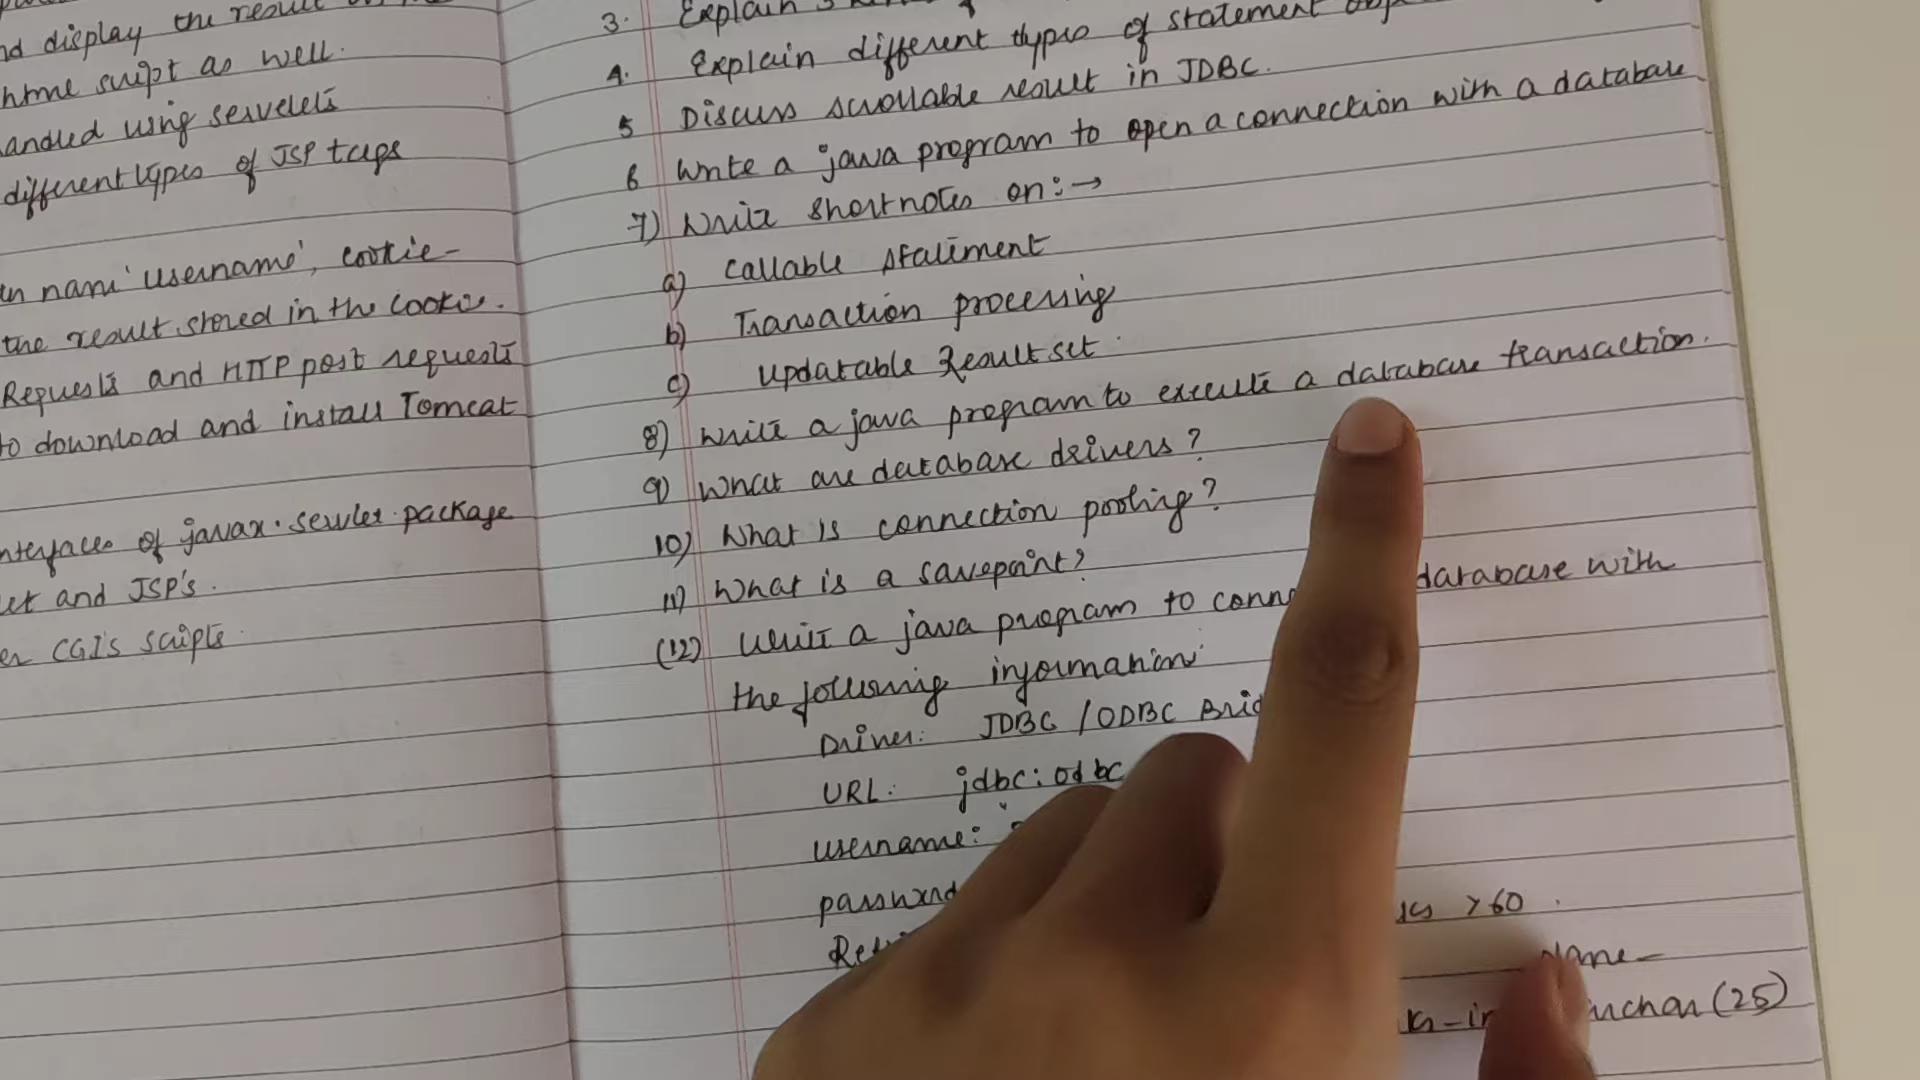 nd display the result
html script as well.
handled using servelets
different types of JSP tags
en name 'username', cookie-
the result stored in the cookie.
Requests and HTTP post requests
to download and install Tomcat
nterfaces of javax.servlet.package
let and JSP's.
er CGI's scripts
3. Explain
4. Explain different types of statement
5 Discuss scrollable result in JDBC.
6 Write a java program to open a connection with a database
7) Write shortnotes on:→
a) Callable statement
b) Transaction processing
c) Updatable Result set.
8) Write a java program to execute a database transaction.
9) What are database drivers?
10) What is connection pooling?
11) What is a savepoint?
(12) Write a java program to conn database with
the following information
Driver: JDBC/ODBC Brid
URL: jdbc:odbc
username:
password
>60.
Name-
(25)